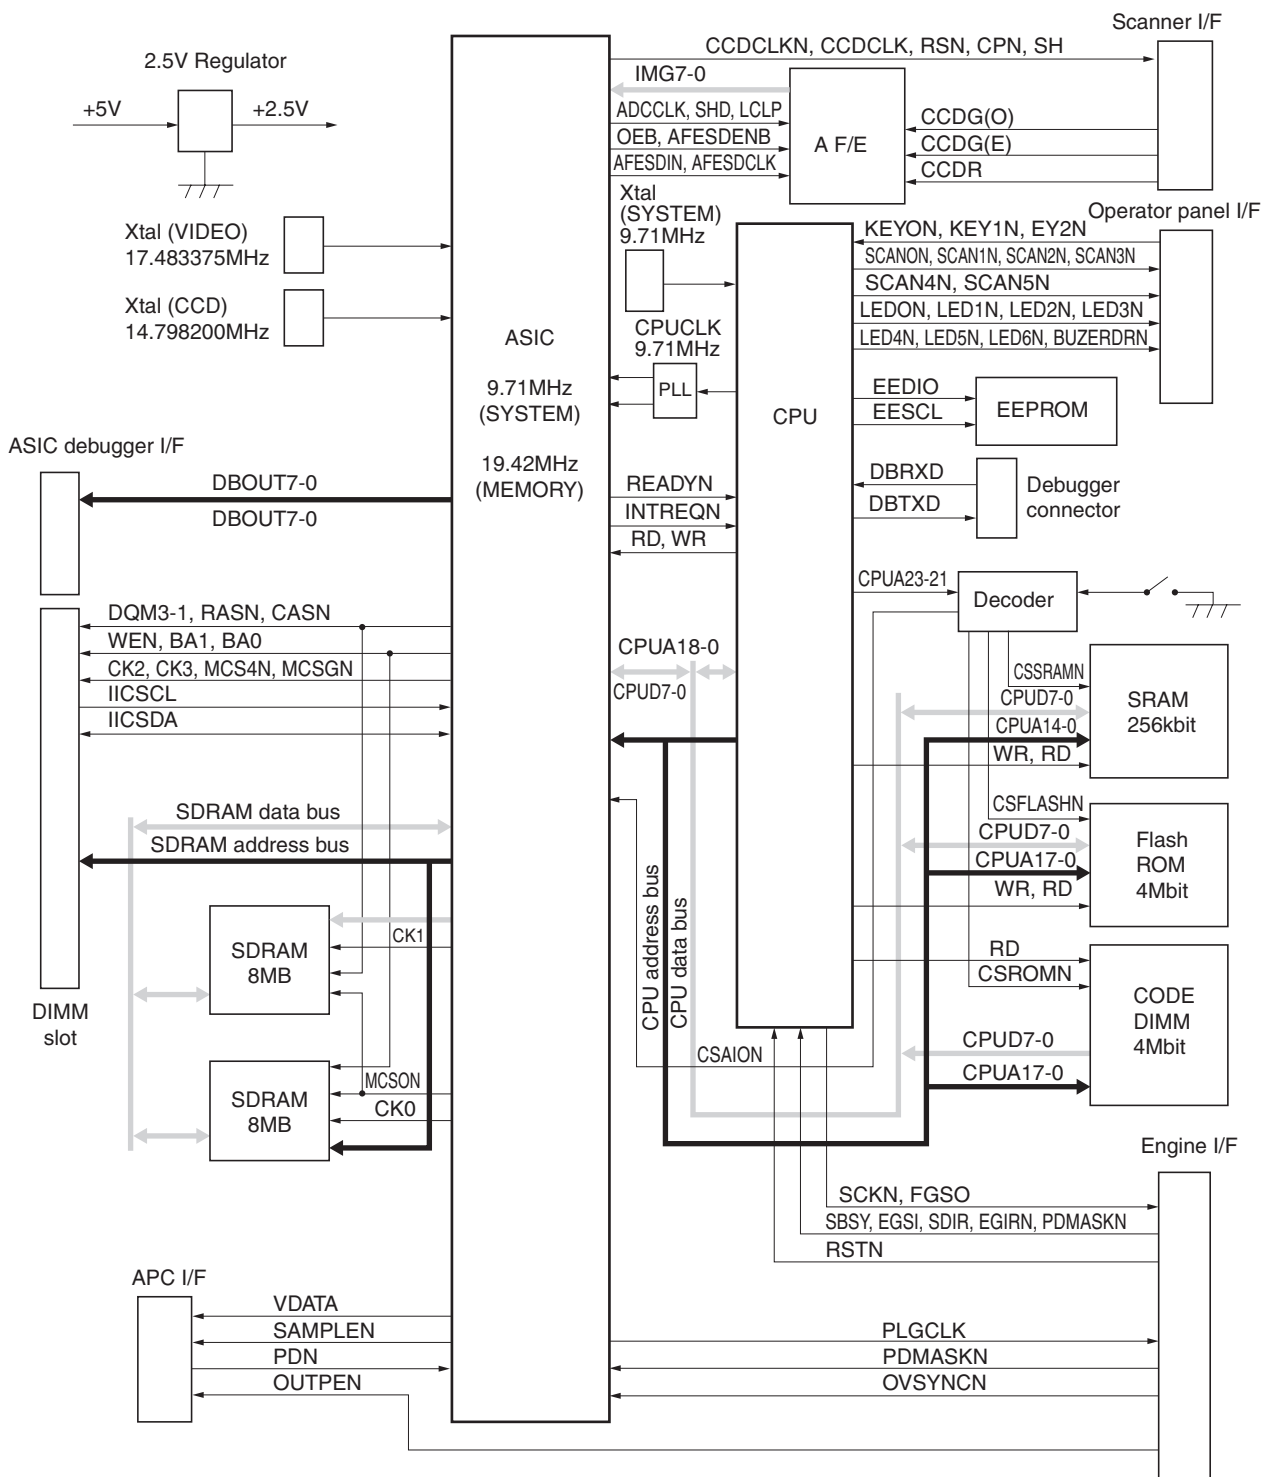 Scanner I/F
2.5V Regulator
+5V
+2.5V
CCDCLKN, CCDCLK, RSN, CPN, SH
IMG7-0
ADCCLK, SHD, LCLP
OEB, AFESDENB
AFESDIN, AFESDCLK
A F/E
CCDG(O)
CCDG(E)
CCDR
Xtal (VIDEO)
17.483375MHz
Xtal (CCD)
14.798200MHz
Xtal
(SYSTEM)
9.71MHz
Operator panel I/F
KEYON, KEY1N, EY2N
SCANON, SCAN1N, SCAN2N, SCAN3N
SCAN4N, SCAN5N
LEDON, LED1N, LED2N, LED3N
LED4N, LED5N, LED6N, BUZERDRN
CPUCLK
9.71MHz
PLL
ASIC
9.71MHz
(SYSTEM)
19.42MHz
(MEMORY)
CPU
EEDIO
EESCL
EEPROM
ASIC debugger I/F
DBOUT7-0
DBOUT7-0
READYN
INTREQN
RD, WR
DBRXD
DBTXD
Debugger
connector
CPUA23-21
Decoder
DQM3-1, RASN, CASN
WEN, BA1, BA0
CK2, CK3, MCS4N, MCSGN
IICSCL
IICSDA
CPUA18-0
CPUD7-0
CSSRAMN
CPUD7-0
CPUA14-0
WR, RD
SRAM
256kbit
SDRAM data bus
SDRAM address bus
CSFLASHN
CPUD7-0
CPUA17-0
WR, RD
Flash
ROM
4Mbit
CPU address bus
CPU data bus
SDRAM
8MB
CK1
DIMM
slot
RD
CSROMN
CPUD7-0
CPUA17-0
CODE
DIMM
4Mbit
CSAION
SDRAM
8MB
MCSON
CK0
Engine I/F
SCKN, FGSO
SBSY, EGSI, SDIR, EGIRN, PDMASKN
RSTN
APC I/F
VDATA
SAMPLEN
PDN
OUTPEN
PLGCLK
PDMASKN
OVSYNCN